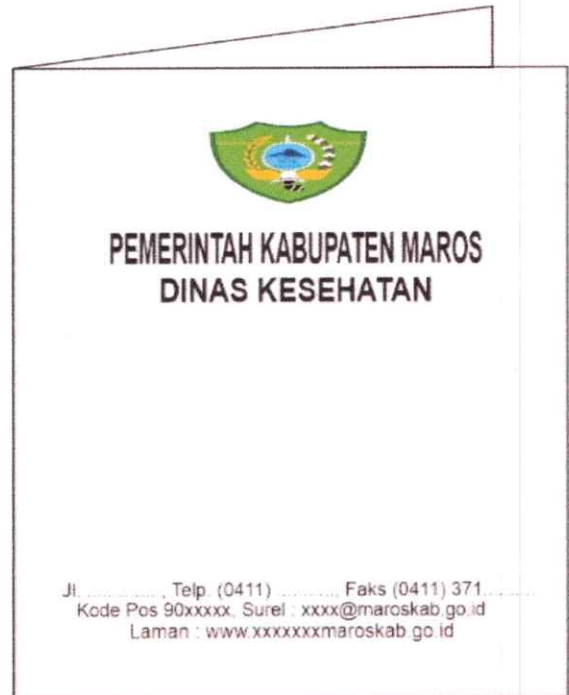 PEMERINTAH KABUPATEN MAROS
DINAS KESEHATAN
Jl. .............., Telp. (0411) ..........., Faks (0411) 371..........
Kode Pos 90xxxxx, Surel : xxxx@maroskab.go.id
Laman : www.xxxxxxxmaroskab.go.id